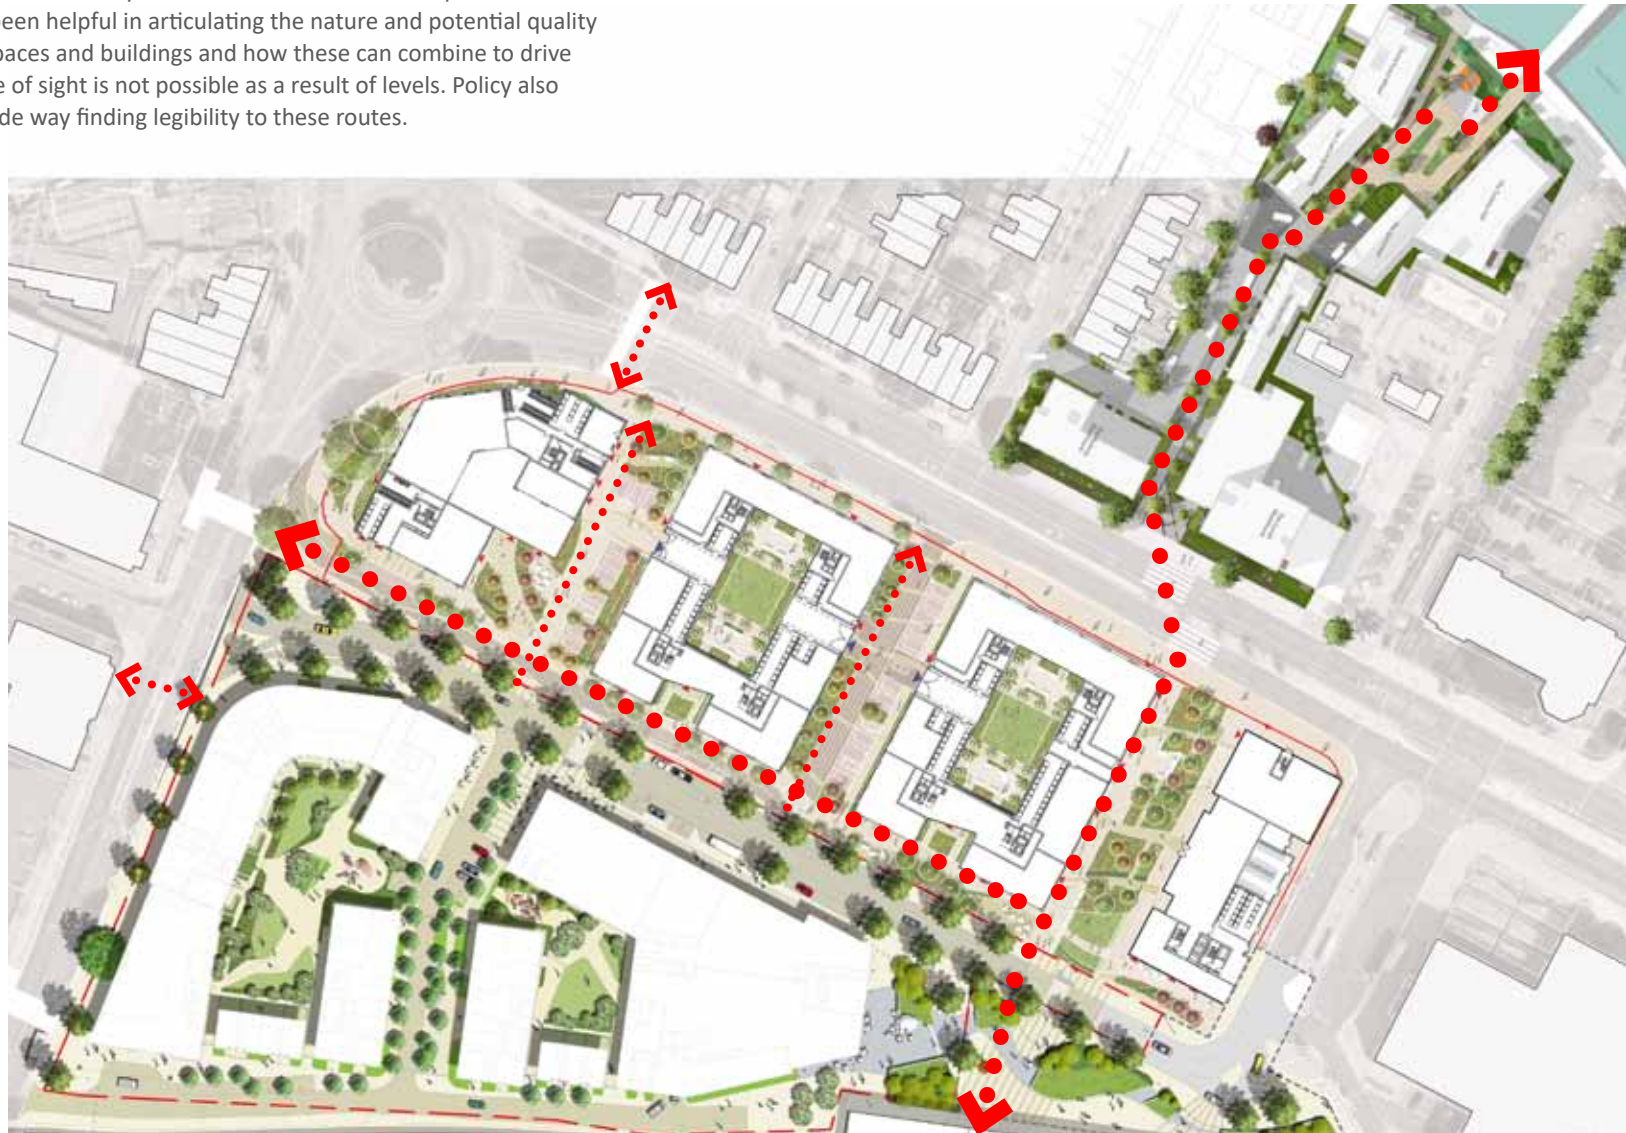 been helpful in articulating the nature and potential quality
paces and buildings and how these can combine to drive
e of sight is not possible as a result of levels. Policy also
de way finding legibility to these routes.